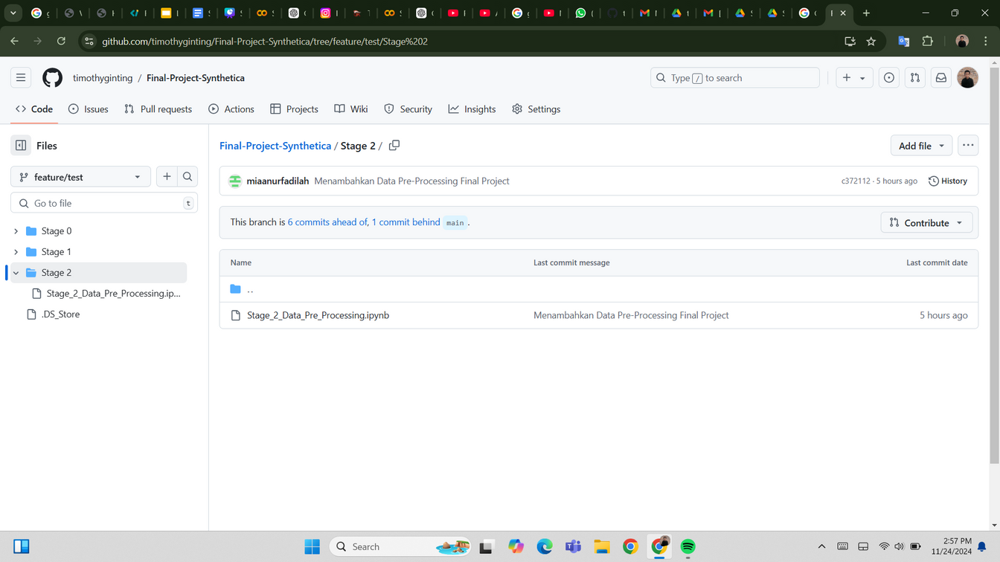 github.com/timothyginting/Final-Project-Synthetica/tree/feature/test/Stage%202
timothyginting / Final-Project-Synthetica
Type / to search
Code Issues Pull requests Actions Projects Wiki Security Insights Settings
Files
Final-Project-Synthetica / Stage 2 /
Add file
feature/test
miaanurfadilah Menambahkan Data Pre-Processing Final Project
c372112 · 5 hours ago History
Go to file t
This branch is 6 commits ahead of, 1 commit behind main .
Contribute
Stage 0
Stage 1
Stage 2
Stage_2_Data_Pre_Processing.ip...
.DS_Store
Name Last commit message Last commit date
..
Stage_2_Data_Pre_Processing.ipynb Menambahkan Data Pre-Processing Final Project 5 hours ago
Search
2:57 PM
11/24/2024